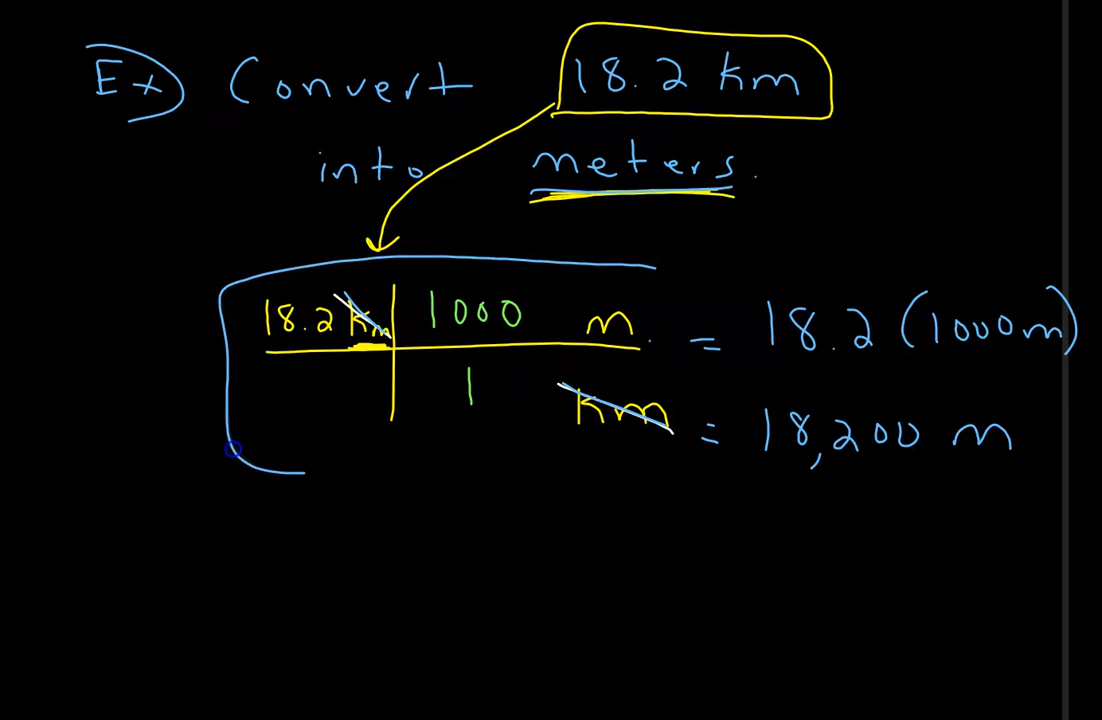 Ex) Convert 18.2 km
into meters.
18.2 km | 1000 m = 18.2 (1000m)
1 km = 18,200 m